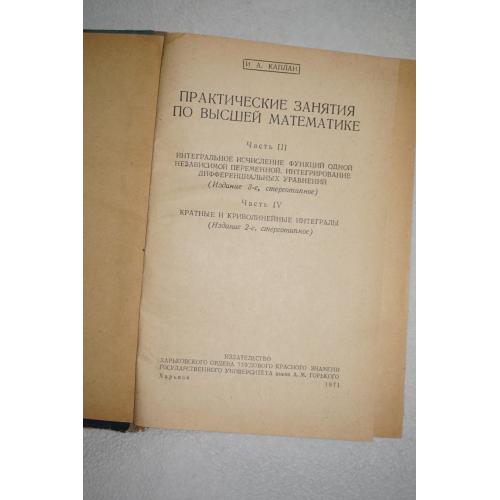 И. А. КАПЛАН
ПРАКТИЧЕСКИЕ ЗАНЯТИЯ
ПО ВЫСШЕЙ МАТЕМАТИКЕ
Часть III
ИНТЕГРАЛЬНОЕ ИСЧИСЛЕНИЕ ФУНКЦИЙ ОДНОЙ
НЕЗАВИСИМОЙ ПЕРЕМЕННОЙ. ИНТЕГРИРОВАНИЕ
ДИФФЕРЕНЦИАЛЬНЫХ УРАВНЕНИЙ
(Издание 3-е, стереотипное)
Часть IV
КРАТНЫЕ И КРИВОЛИНЕЙНЫЕ ИНТЕГРАЛЫ
(Издание 2-е, стереотипное)
ИЗДАТЕЛЬСТВО
ХАРЬКОВСКОГО ОРДЕНА ТРУДОВОГО КРАСНОГО ЗНАМЕНИ
ГОСУДАРСТВЕННОГО УНИВЕРСИТЕТА имени А. М. ГОРЬКОГО
Харьков 1971